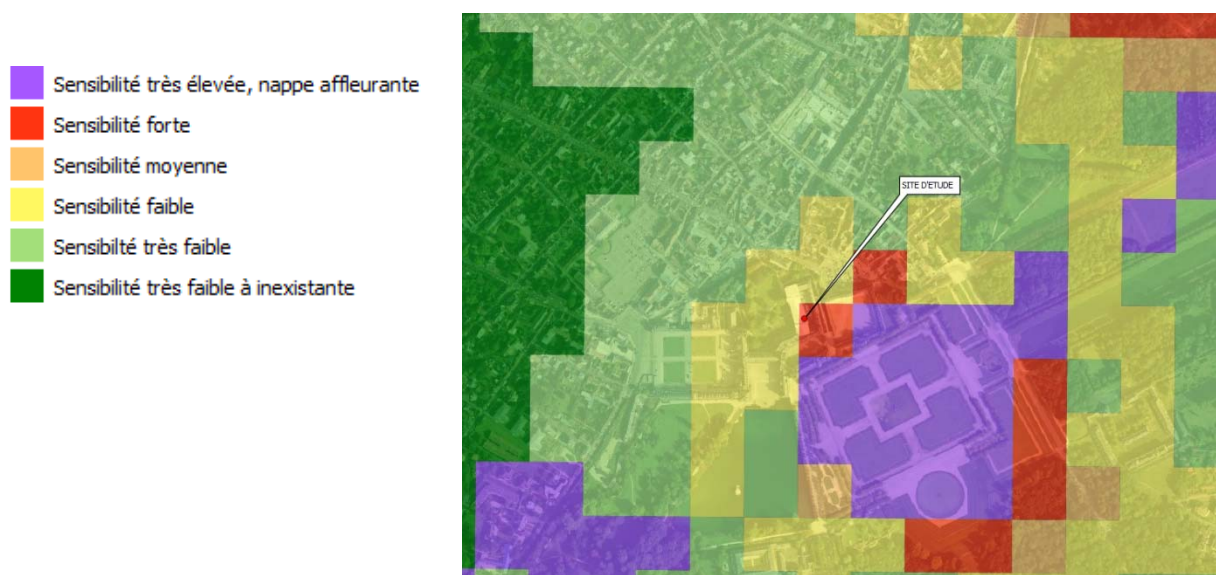 Sensibilité très élevée, nappe affleurante
Sensibilité forte
Sensibilité moyenne
Sensibilité faible
Sensibilté très faible
Sensibilité très faible à inexistante
SITE D'ETUDE